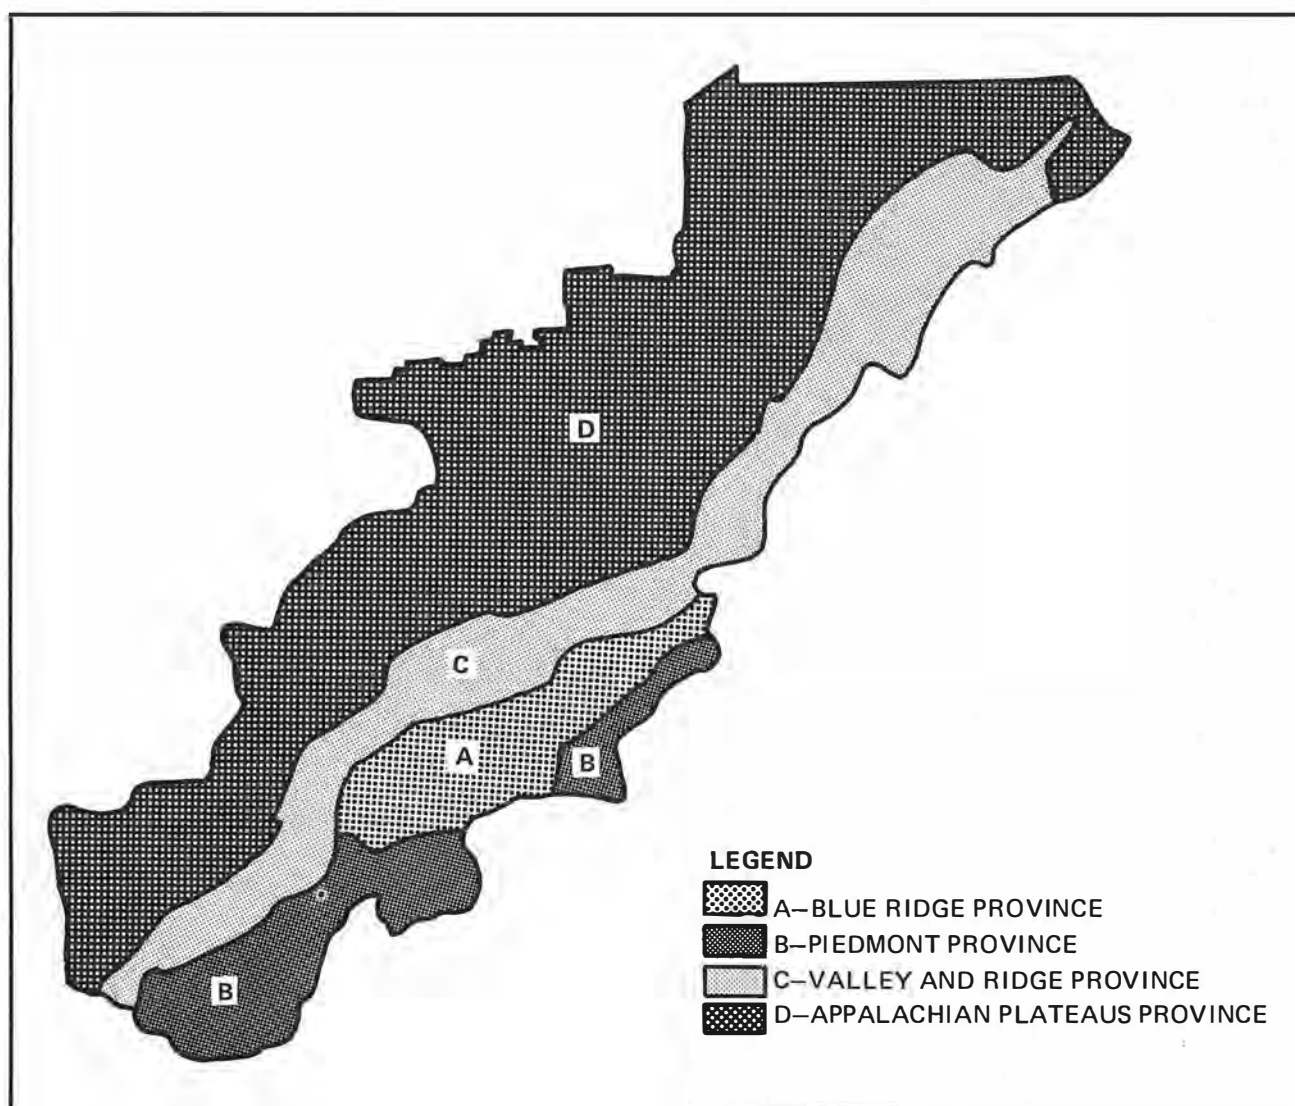 D
C
A
B
B
LEGEND
A–BLUE RIDGE PROVINCE
B–PIEDMONT PROVINCE
C–VALLEY AND RIDGE PROVINCE
D–APPALACHIAN PLATEAUS PROVINCE